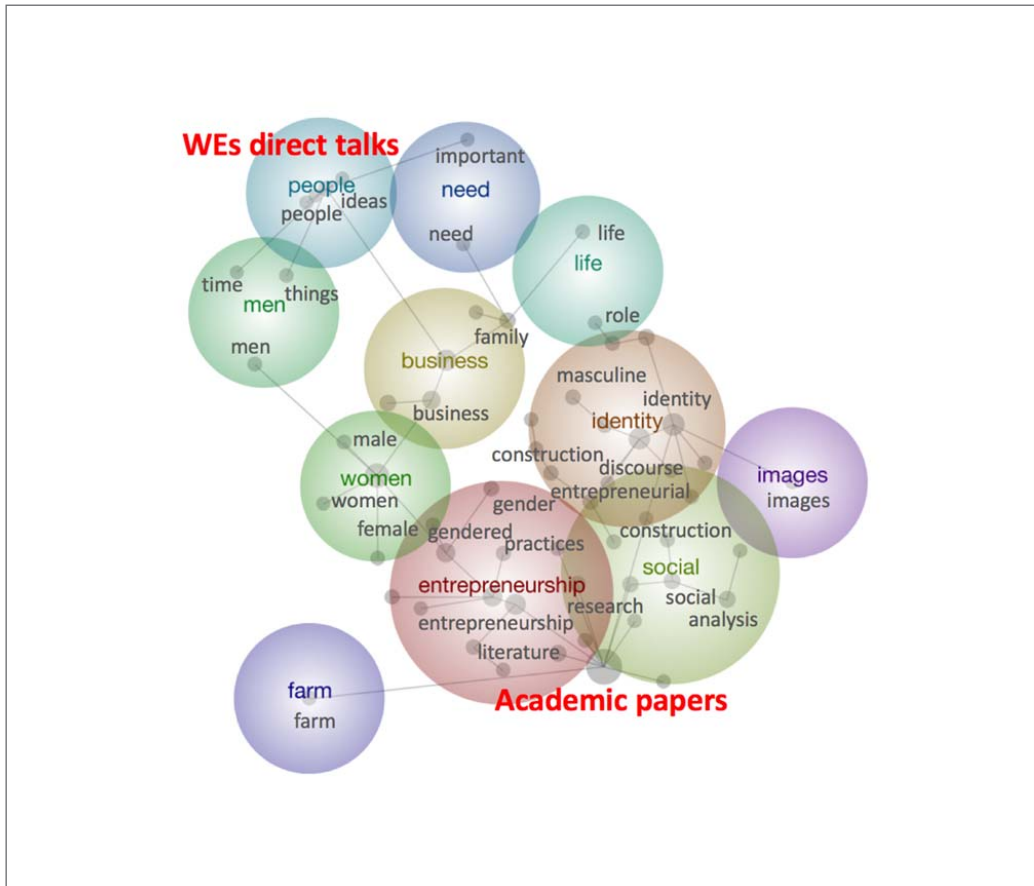 WEs direct talks
important
people
need
ideas
people
need
life
life
time
things
men
role
family
men
business
masculine
identity
business
identity
male
construction
discourse
women
images
women
entrepreneurial
images
gender
female
gendered
construction
practices
social
entrepreneurship
social
research
analysis
entrepreneurship
literature
farm
Academic papers
farm